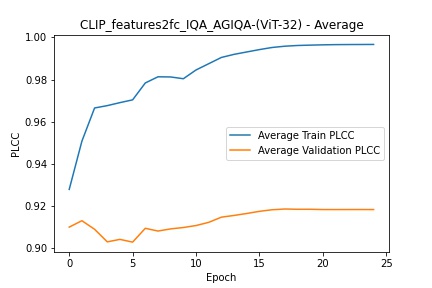 CLIP_features2fc_IQA_AGIQA-(ViT-32) - Average
1.00
0.98
0.96
0.94
0.92
0.90
PLCC
Average Train PLCC
Average Validation PLCC
0 5 10 15 20 25
Epoch